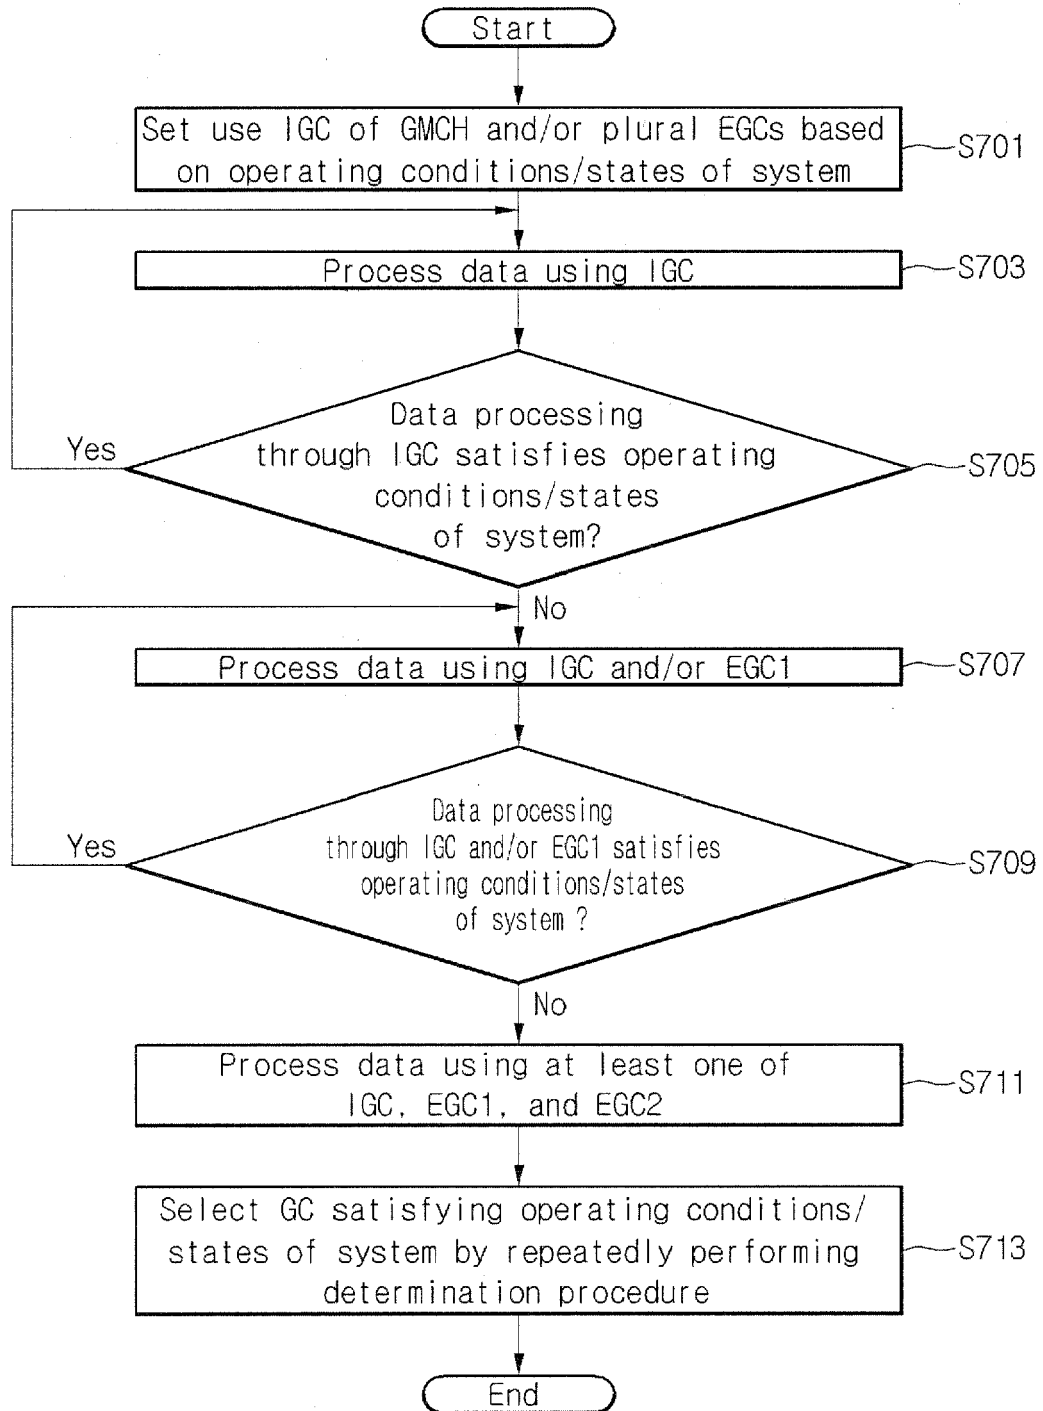 Start
Set use IGC of GMCH and/or plural EGCs based
on operating conditions/states of system
S701
Process data using IGC
S703
Data processing
through IGC satisfies operating
conditions/states
of system?
Yes
S705
No
Process data using IGC and/or EGC1
S707
Data processing
through IGC and/or EGC1 satisfies
operating conditions/states
of system ?
Yes
S709
No
Process data using at least one of
IGC, EGC1, and EGC2
S711
Select GC satisfying operating conditions/
states of system by repeatedly performing
determination procedure
S713
End